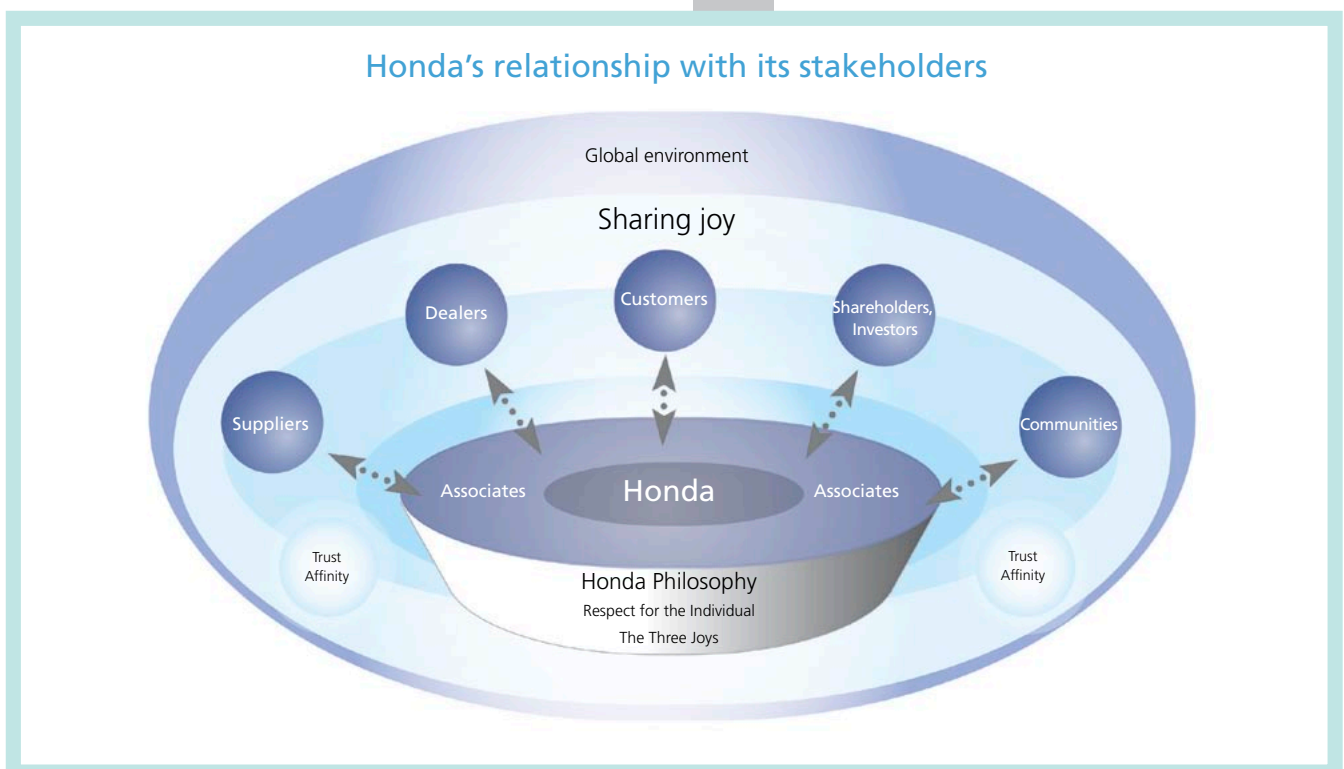 Honda’s relationship with its stakeholders
Global environment
Sharing joy
Customers
Dealers
Shareholders,
Investors
Suppliers
Communities
Associates
Honda
Associates
Trust
Affinity
Trust
Affinity
Honda Philosophy
Respect for the Individual
The Three Joys